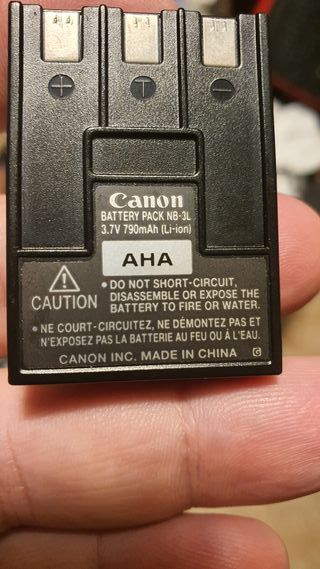 + T −
Canon
BATTERY PACK NB-3L
3.7V 790mAh (Li-ion)
AHA
CAUTION
• DO NOT SHORT-CIRCUIT,
DISASSEMBLE OR EXPOSE THE
BATTERY TO FIRE OR WATER.
• NE COURT-CIRCUITEZ, NE DÉMONTEZ PAS ET
N'EXPOSEZ PAS LA BATTERIE AU FEU OU À L'EAU.
CANON INC. MADE IN CHINA G